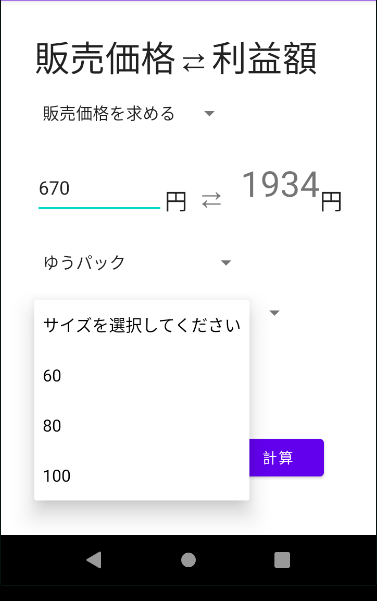 販売価格⇄利益額
販売価格を求める
670 円 ⇄ 1934円
ゆうパック
サイズを選択してください
60
80
100
計算